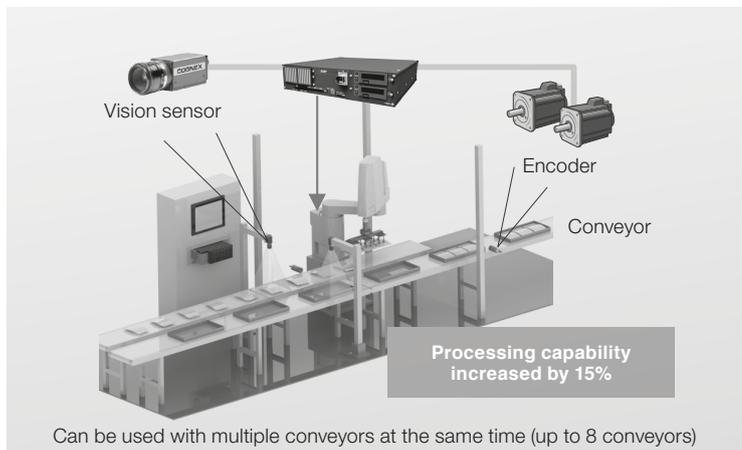 COGNEX
Vision sensor
Encoder
Conveyor
Processing capability
increased by 15%
Can be used with multiple conveyors at the same time (up to 8 conveyors)